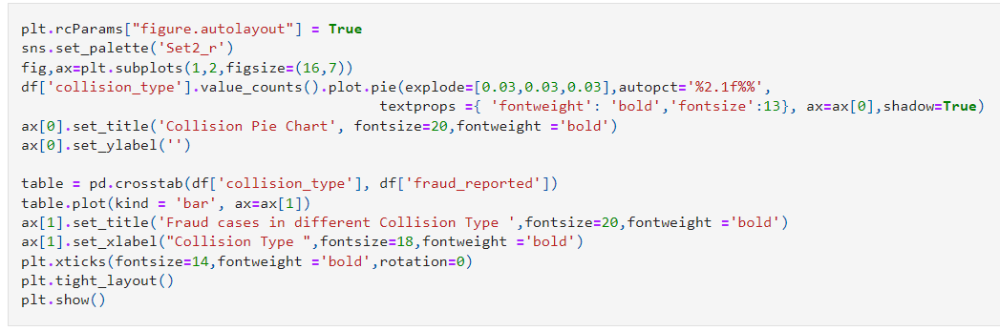 plt.rcParams["figure.autolayout"] = True
sns.set_palette('Set2_r')
fig,ax=plt.subplots(1,2,figsize=(16,7))
df['collision_type'].value_counts().plot.pie(explode=[0.03,0.03,0.03],autopct='%2.1f%%',
textprops ={ 'fontweight': 'bold','fontsize':13}, ax=ax[0],shadow=True)
ax[0].set_title('Collision Pie Chart', fontsize=20,fontweight ='bold')
ax[0].set_ylabel('')
table = pd.crosstab(df['collision_type'], df['fraud_reported'])
table.plot(kind = 'bar', ax=ax[1])
ax[1].set_title('Fraud cases in different Collision Type ',fontsize=20,fontweight ='bold')
ax[1].set_xlabel("Collision Type ",fontsize=18,fontweight ='bold')
plt.xticks(fontsize=14,fontweight ='bold',rotation=0)
plt.tight_layout()
plt.show()